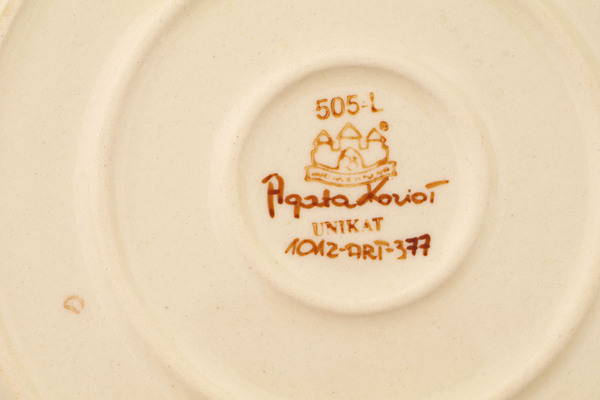 505-L
®
Agata Kozioł
UNIKAT
1012-ART-377